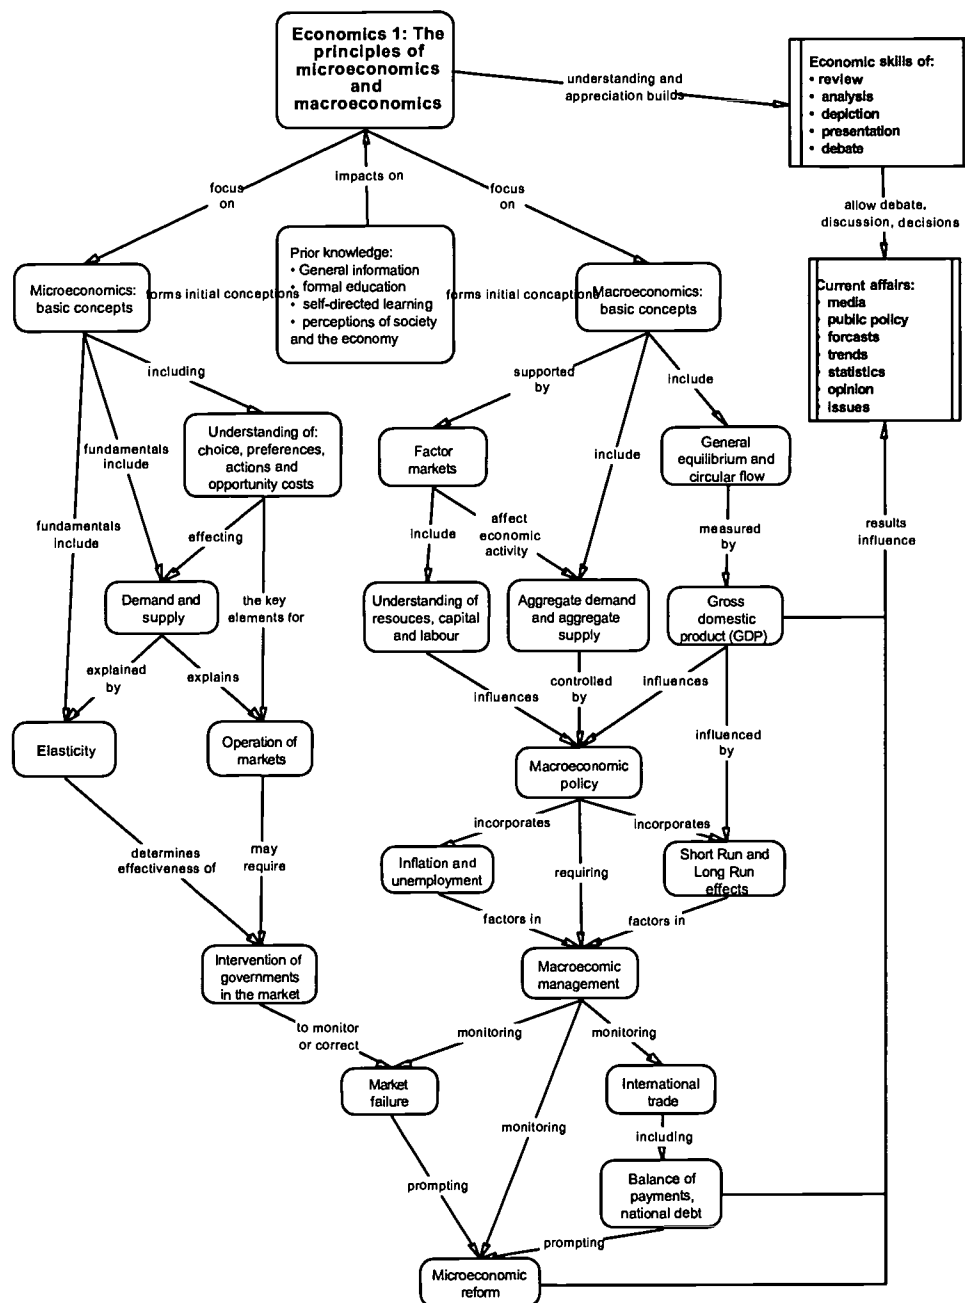 Economics 1: The
principles of
microeconomics
and
macroeconomics
understanding and
appreciation builds
Economic skills of:
• review
• analysis
• depiction
• presentation
• debate
focus
on
impacts on
focus
on
allow debate,
discussion, decisions
Prior knowledge:
• General information
• formal education
• self-directed learning
• perceptions of society
and the economy
Microeconomics:
basic concepts
forms initial conceptions
forms initial conceptions
Macroeconomics:
basic concepts
Current affairs:
• media
• public policy
• forcasts
• trends
• statistics
• opinion
• issues
including
supported
by
include
Understanding of:
choice, preferences,
actions and
opportunity costs
fundamentals
include
Factor
markets
include
General
equilibrium and
circular flow
fundamentals
include
effecting
include
affect
economic
activity
measured
by
results
influence
Demand and
supply
the key
elements for
Understanding of
resouces, capital
and labour
Aggregate demand
and aggregate
supply
Gross
domestic
product (GDP)
explained
by
explains
influences
controlled
by
influences
influenced
by
Elasticity
Operation of
markets
Macroeconomic
policy
incorporates
incorporates
determines
effectiveness of
may
require
Inflation and
unemployment
requiring
Short Run and
Long Run
effects
factors in
factors in
Intervention of
governments
in the market
Macroecomic
management
to monitor
or correct
monitoring
monitoring
Market
failure
International
trade
monitoring
including
prompting
Balance of
payments,
national debt
prompting
Microeconomic
reform